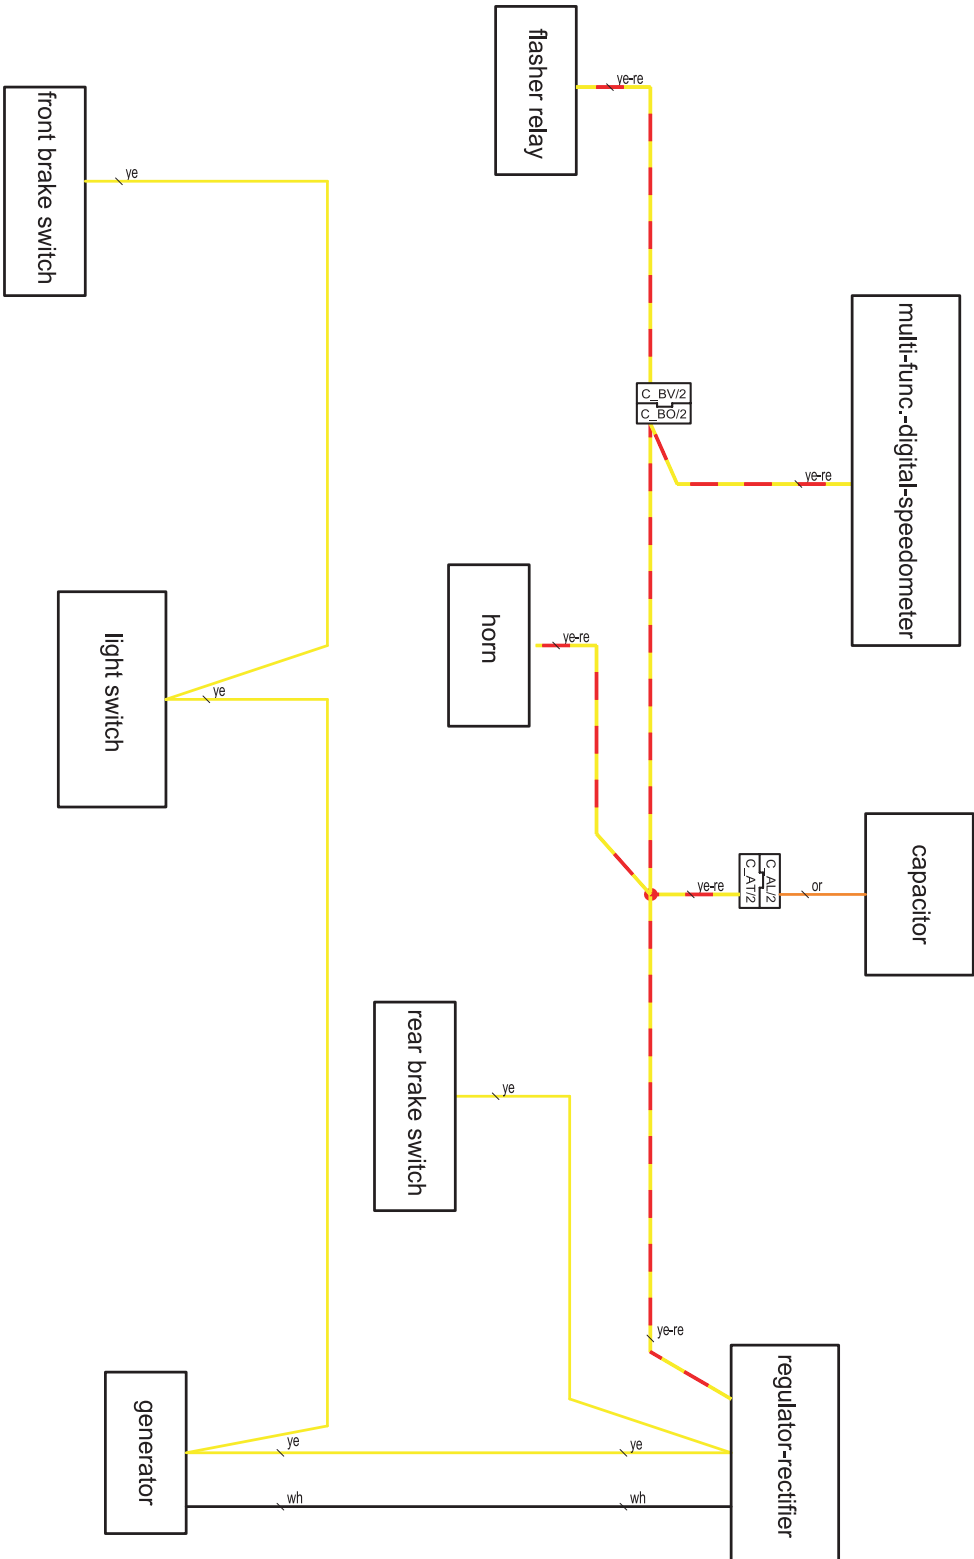 flasher relay
ye-re
front brake switch
ye
multi-func.-digital-speedometer
C_BV/2
C_BO/2
ye-re
horn
ye-re
light switch
ye
capacitor
or
C_AL/2
C_AT/2
ye-re
rear brake switch
ye
ye-re
regulator-rectifier
generator
ye
ye
wh
wh